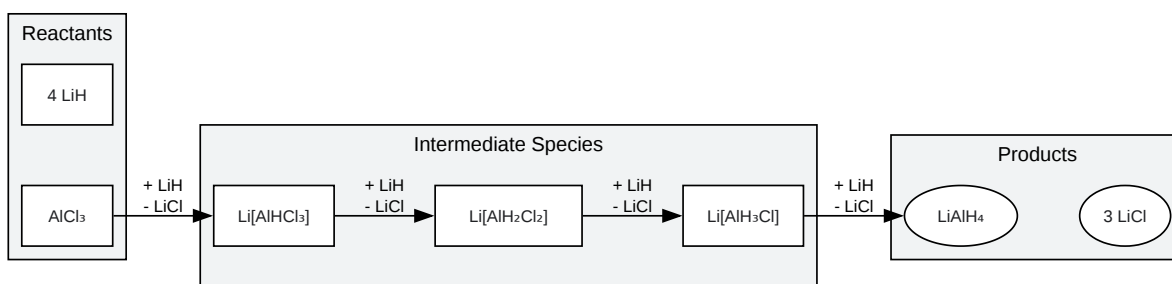 Reactants
4 LiH
AlCl₃
+ LiH
- LiCl
Intermediate Species
Li[AlHCl₃]
+ LiH
- LiCl
Li[AlH₂Cl₂]
+ LiH
- LiCl
Li[AlH₃Cl]
+ LiH
- LiCl
Products
LiAlH₄
3 LiCl